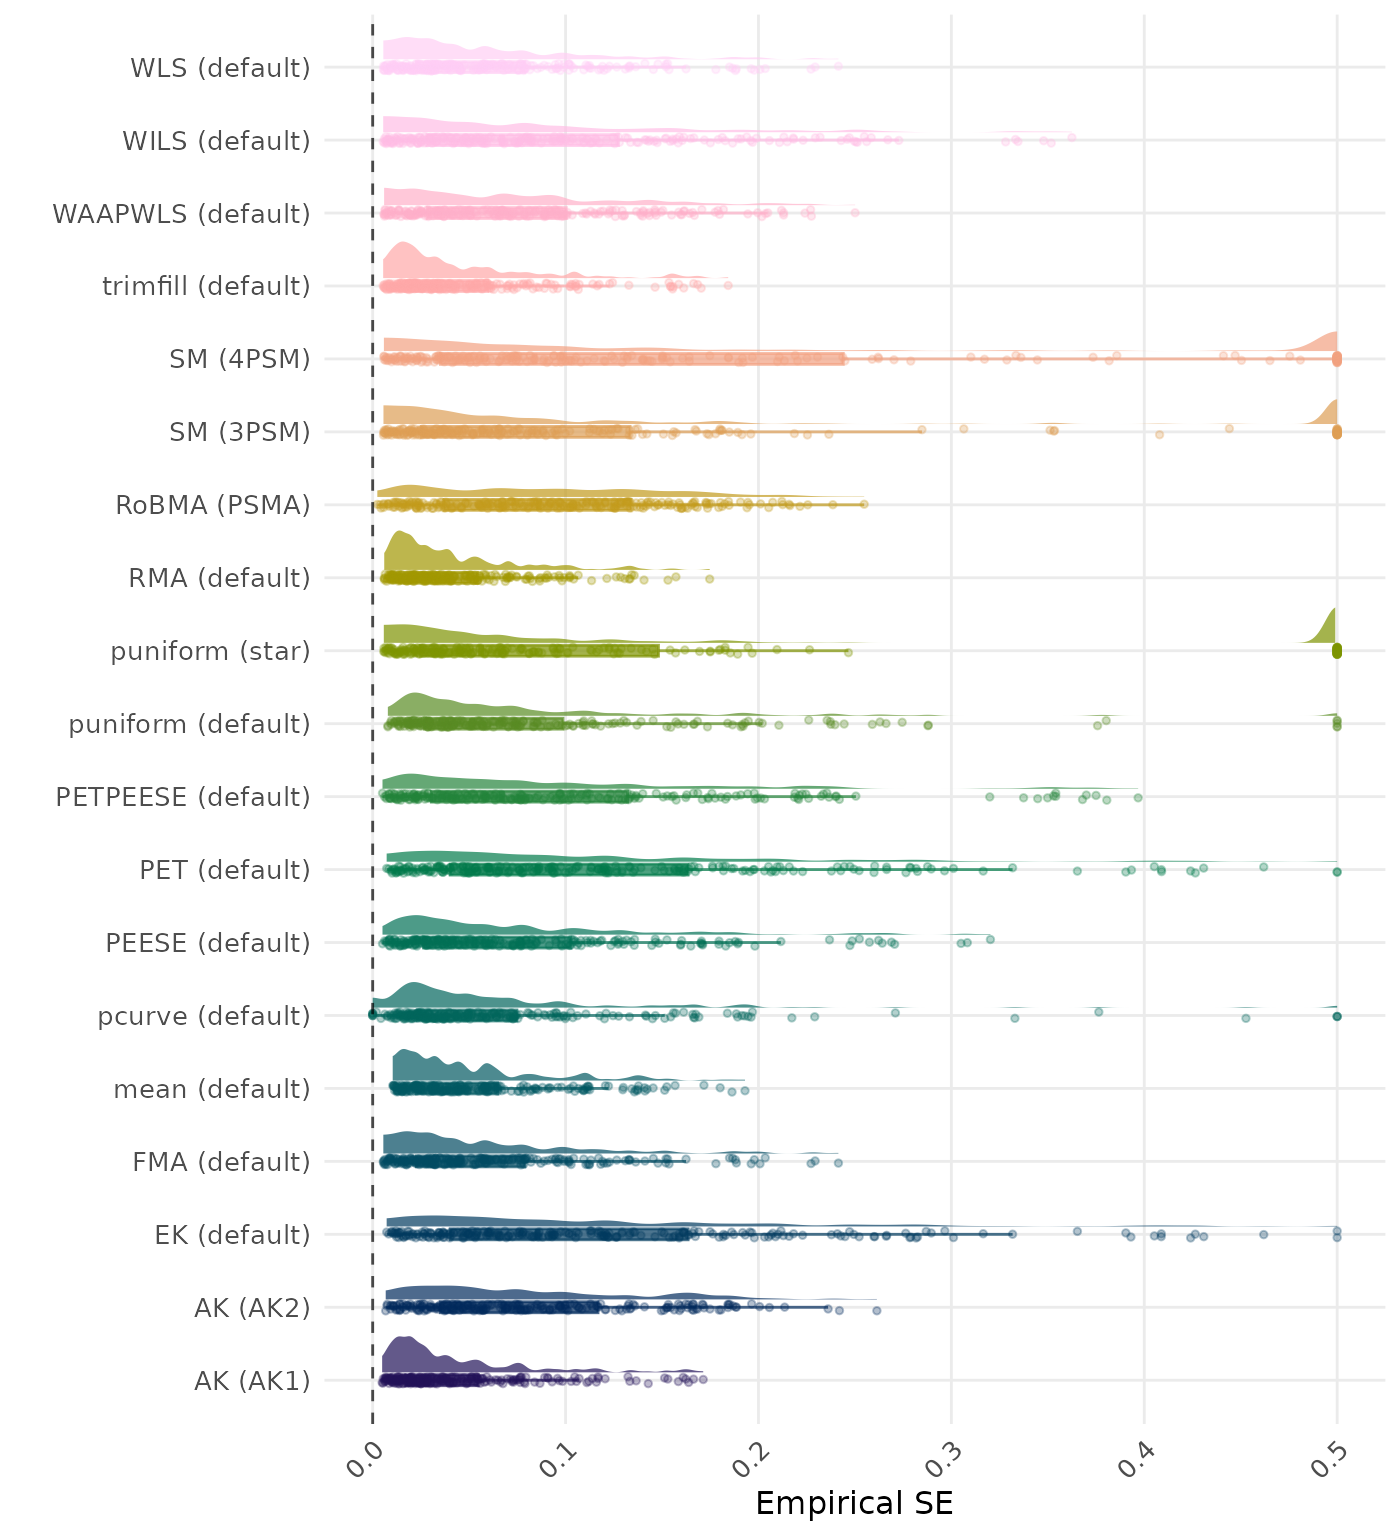 WLS (default)
WILS (default)
WAAPWLS (default)
trimfill (default)
SM (4PSM)
SM (3PSM)
RoBMA (PSMA)
RMA (default)
puniform (star)
puniform (default)
PETPEESE (default)
PET (default)
PEESE (default)
pcurve (default)
mean (default)
FMA (default)
EK (default)
AK (AK2)
AK (AK1)
0.0 0.1 0.2 0.3 0.4 0.5
Empirical SE